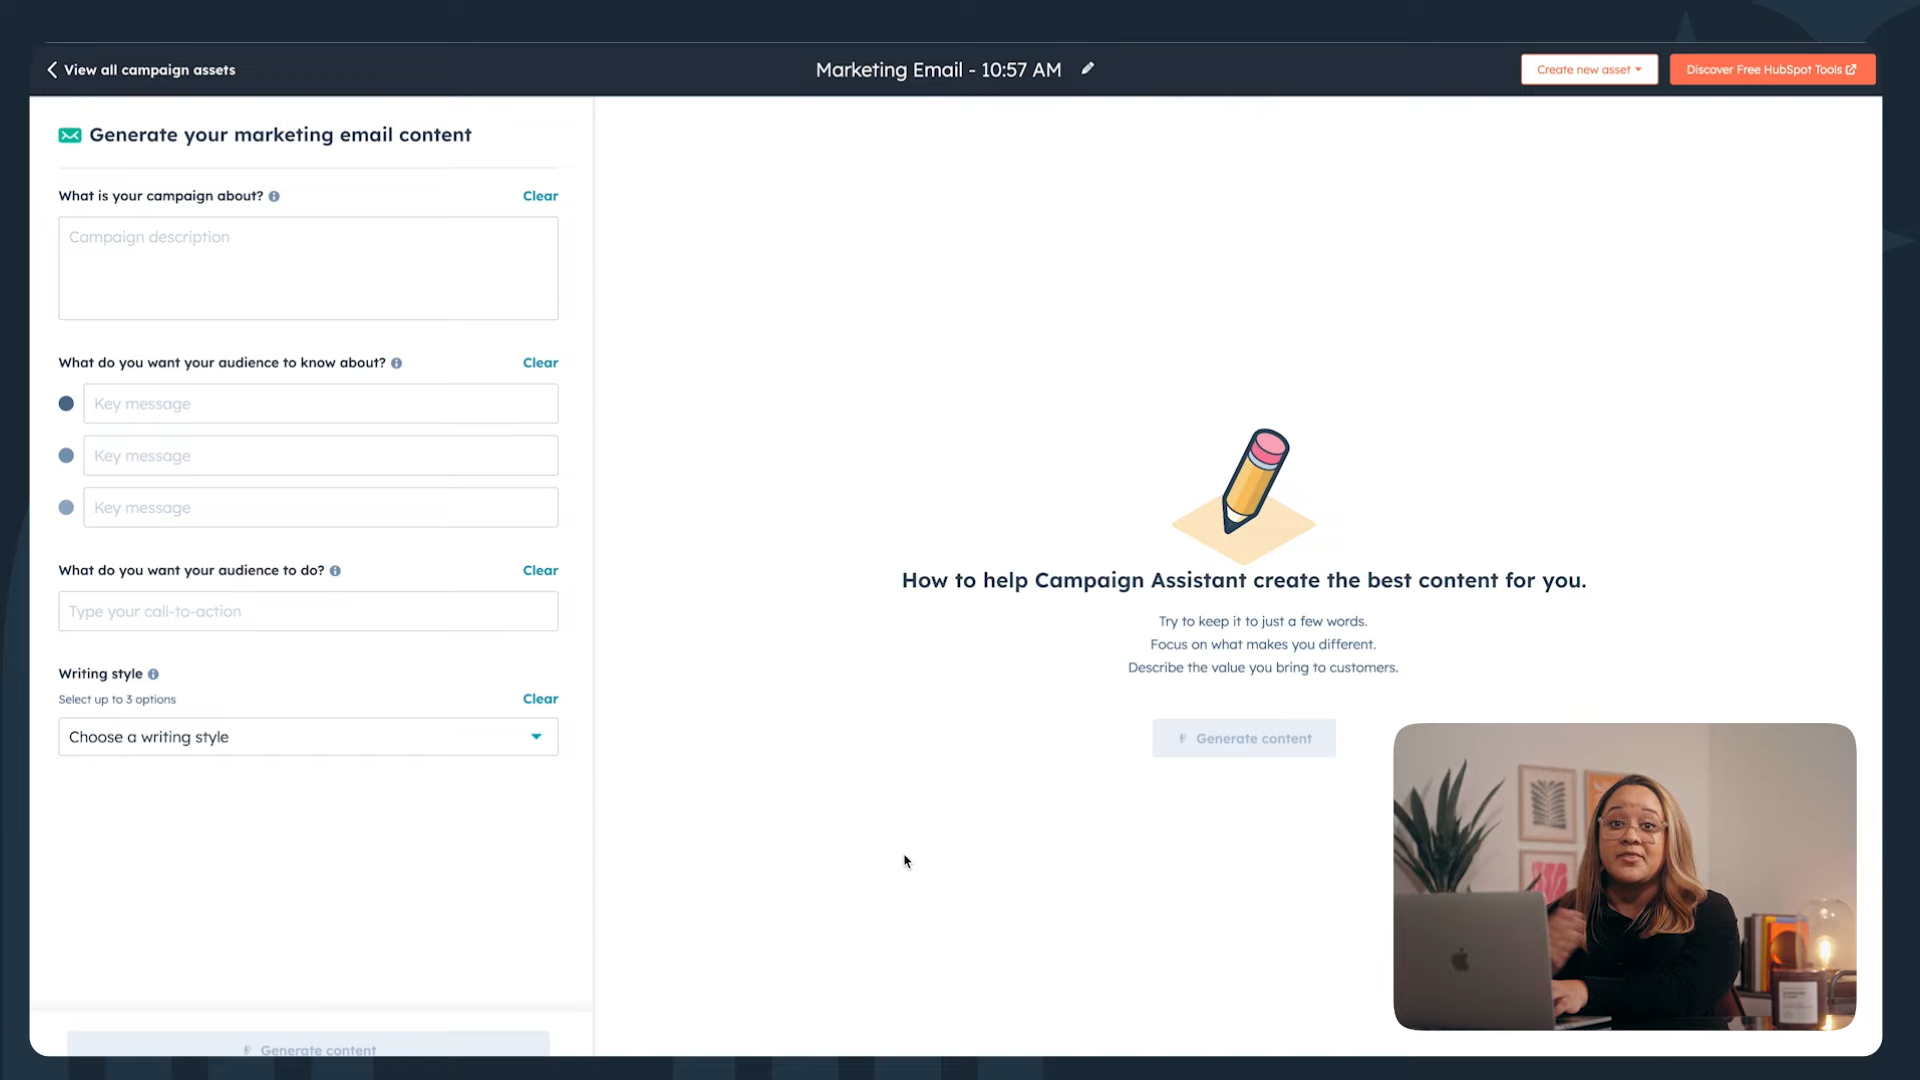 View all campaign assets
Marketing Email - 10:57 AM
Create new asset
Discover Free HubSpot Tools
Generate your marketing email content
What is your campaign about?
Clear
Campaign description
What do you want your audience to know about?
Clear
Key message
Key message
Key message
What do you want your audience to do?
Clear
Type your call-to-action
Writing style
Select up to 3 options
Clear
Choose a writing style
Generate content
How to help Campaign Assistant create the best content for you.
Try to keep it to just a few words.
Focus on what makes you different.
Describe the value you bring to customers.
Generate content